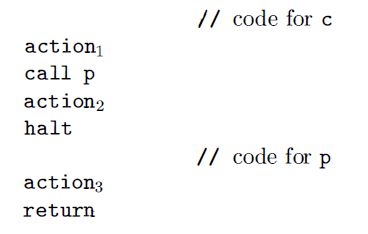 // code for c
action₁
call p
action₂
halt
// code for p
action₃
return